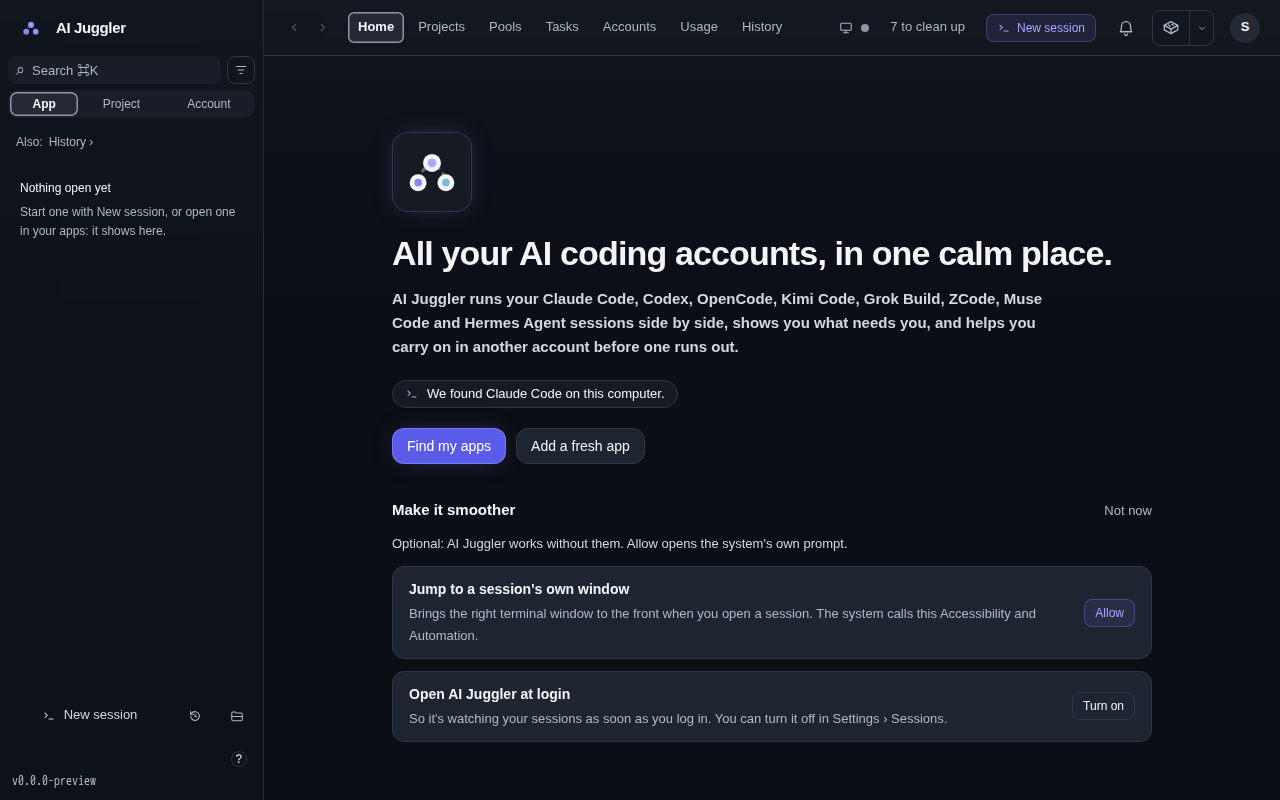 AI Juggler
Search ⌘K
App Project Account
Also: History ›
Nothing open yet
Start one with New session, or open one
in your apps: it shows here.
New session
?
v0.0.0-preview
Home Projects Pools Tasks Accounts Usage History
7 to clean up
New session
S
All your AI coding accounts, in one calm place.
AI Juggler runs your Claude Code, Codex, OpenCode, Kimi Code, Grok Build, ZCode, Muse
Code and Hermes Agent sessions side by side, shows you what needs you, and helps you
carry on in another account before one runs out.
We found Claude Code on this computer.
Find my apps Add a fresh app
Make it smoother
Not now
Optional: AI Juggler works without them. Allow opens the system's own prompt.
Jump to a session's own window
Brings the right terminal window to the front when you open a session. The system calls this Accessibility and
Automation.
Allow
Open AI Juggler at login
So it's watching your sessions as soon as you log in. You can turn it off in Settings › Sessions.
Turn on